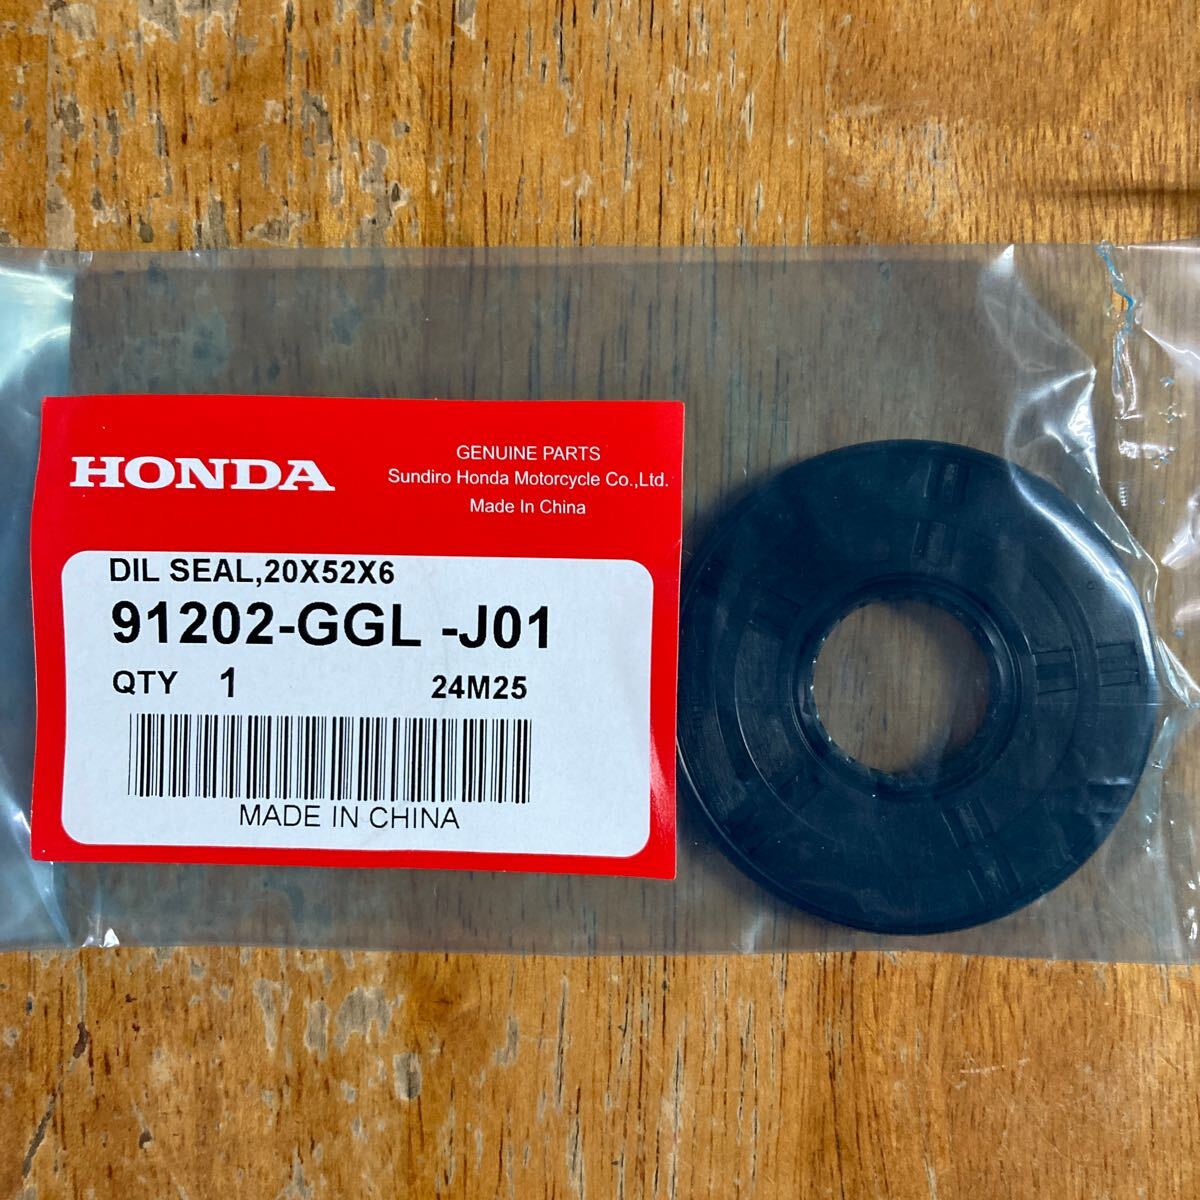 HONDA
GENUINE PARTS
Sundiro Honda Motorcycle Co.,Ltd.
Made In China
DIL SEAL,20X52X6
91202-GGL -J01
QTY 1 24M25
MADE IN CHINA